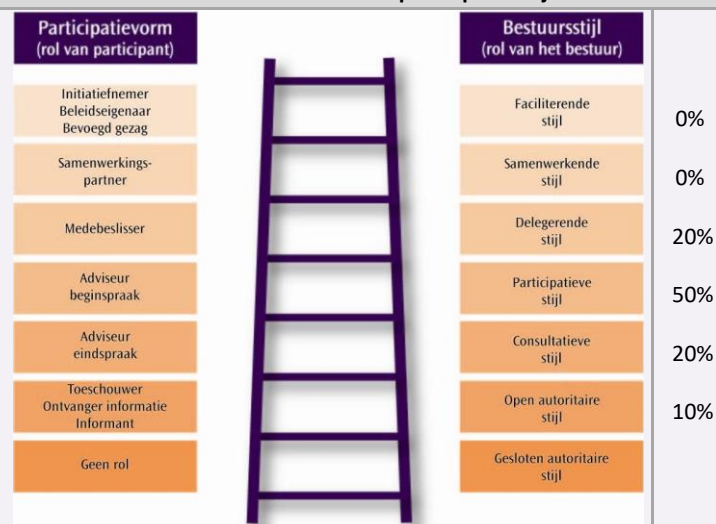 Participatievorm
(rol van participant)
Bestuursstijl
(rol van het bestuur)
Initiatiefnemer
Beleidseigenaar
Bevoegd gezag
Faciliterende
stijl
0%
Samenwerkings-
partner
Samenwerkende
stijl
0%
Medebeslisser
Delegerende
stijl
20%
Adviseur
beginspraak
Participatieve
stijl
50%
Adviseur
eindspraak
Consultatieve
stijl
20%
Toeschouwer
Ontvanger informatie
Informant
Open autoritaire
stijl
10%
Geen rol
Gesloten autoritaire
stijl